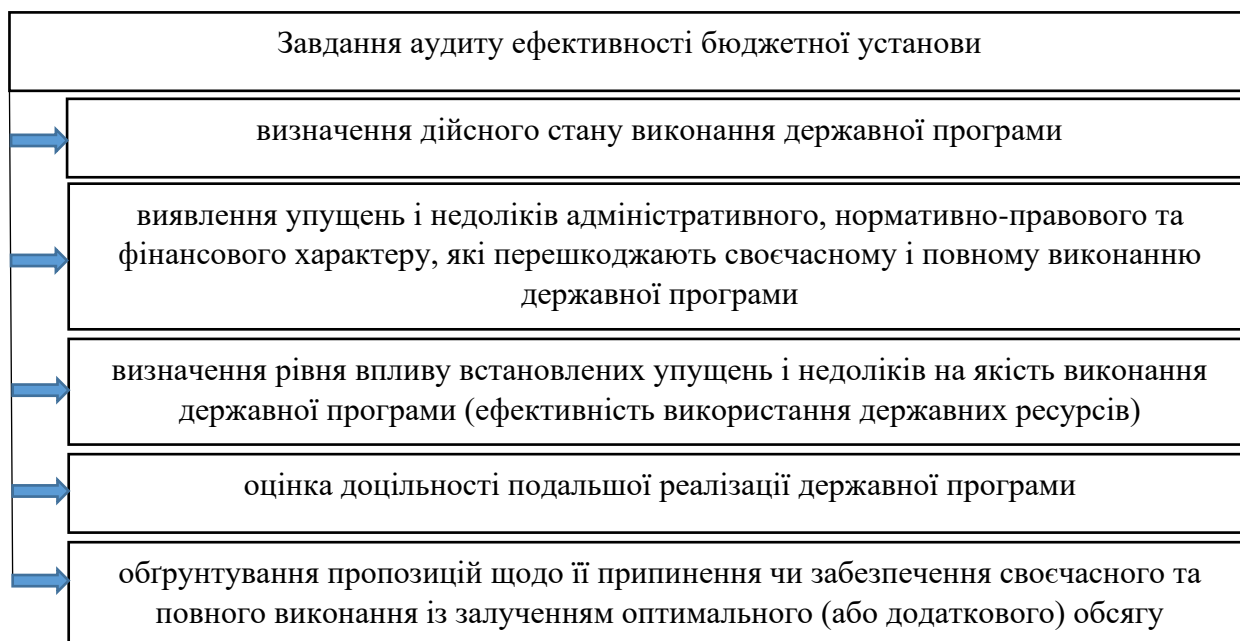 Завдання аудиту ефективності бюджетної установи
визначення дійсного стану виконання державної програми
виявлення упущень і недоліків адміністративного, нормативно-правового та
фінансового характеру, які перешкоджають своєчасному і повному виконанню
державної програми
визначення рівня впливу встановлених упущень і недоліків на якість виконання
державної програми (ефективність використання державних ресурсів)
оцінка доцільності подальшої реалізації державної програми
обґрунтування пропозицій щодо її припинення чи забезпечення своєчасного та
повного виконання із залученням оптимального (або додаткового) обсягу